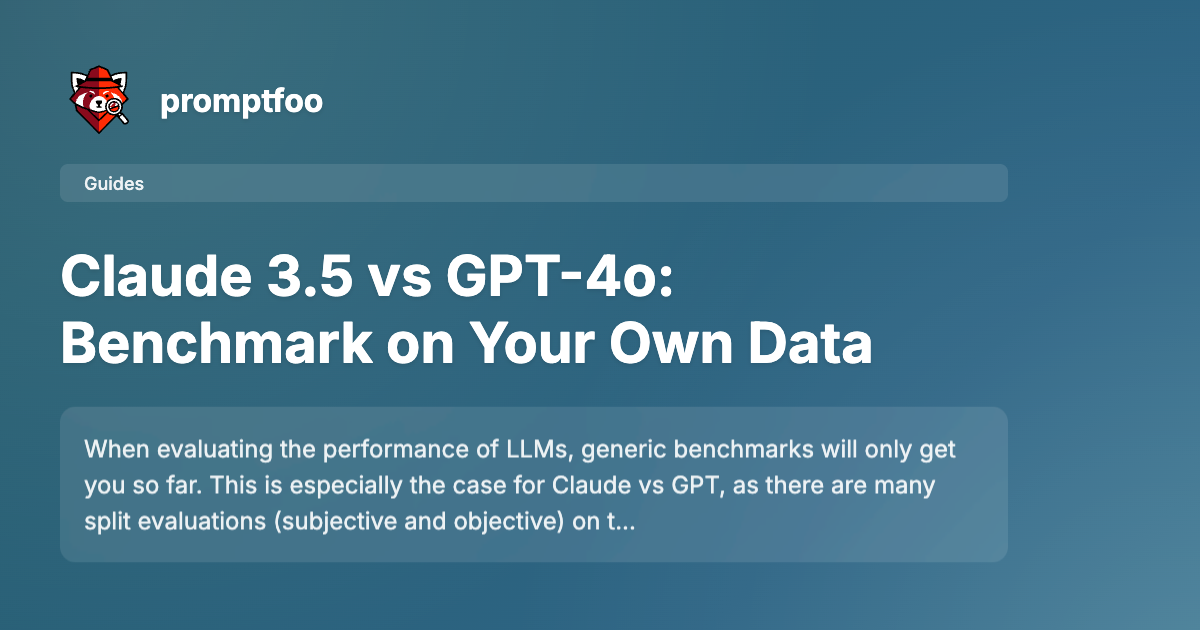 promptfoo
Guides
Claude 3.5 vs GPT-4o:
Benchmark on Your Own Data
When evaluating the performance of LLMs, generic benchmarks will only get
you so far. This is especially the case for Claude vs GPT, as there are many
split evaluations (subjective and objective) on t...